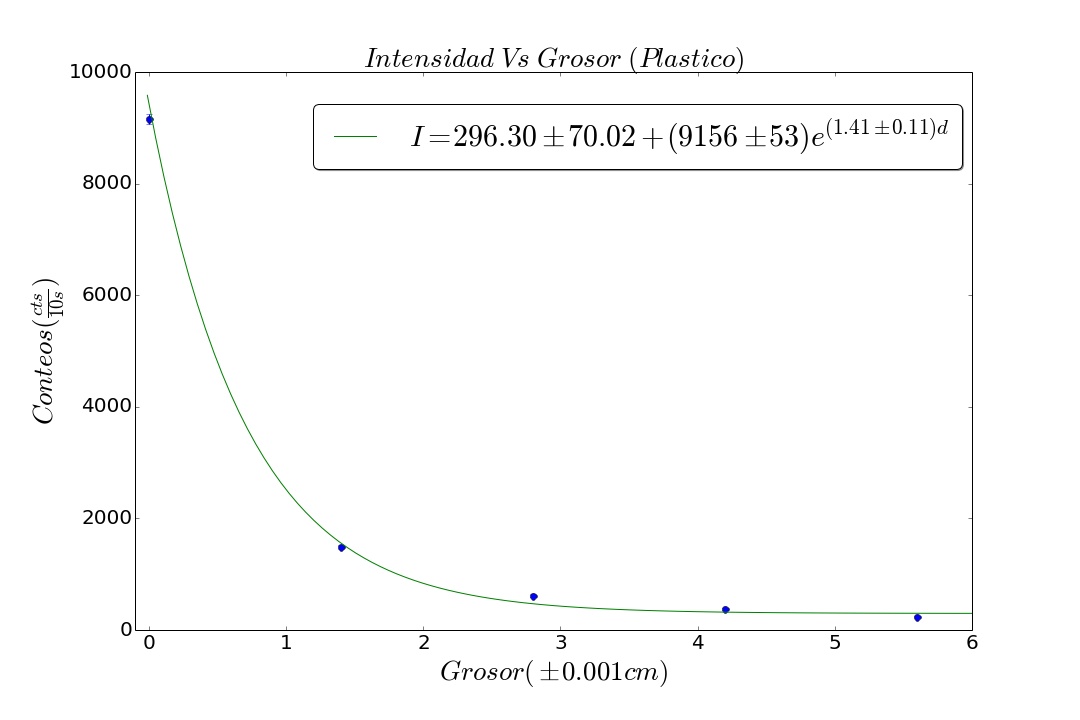 Intensidad Vs Grosor (Plastico)
I=296.30±70.02+(9156±53)e^{(1.41±0.11)d}
10000
8000
6000
4000
2000
0
Conteos(\frac{cts}{10s})
0 1 2 3 4 5 6
Grosor(±0.001cm)